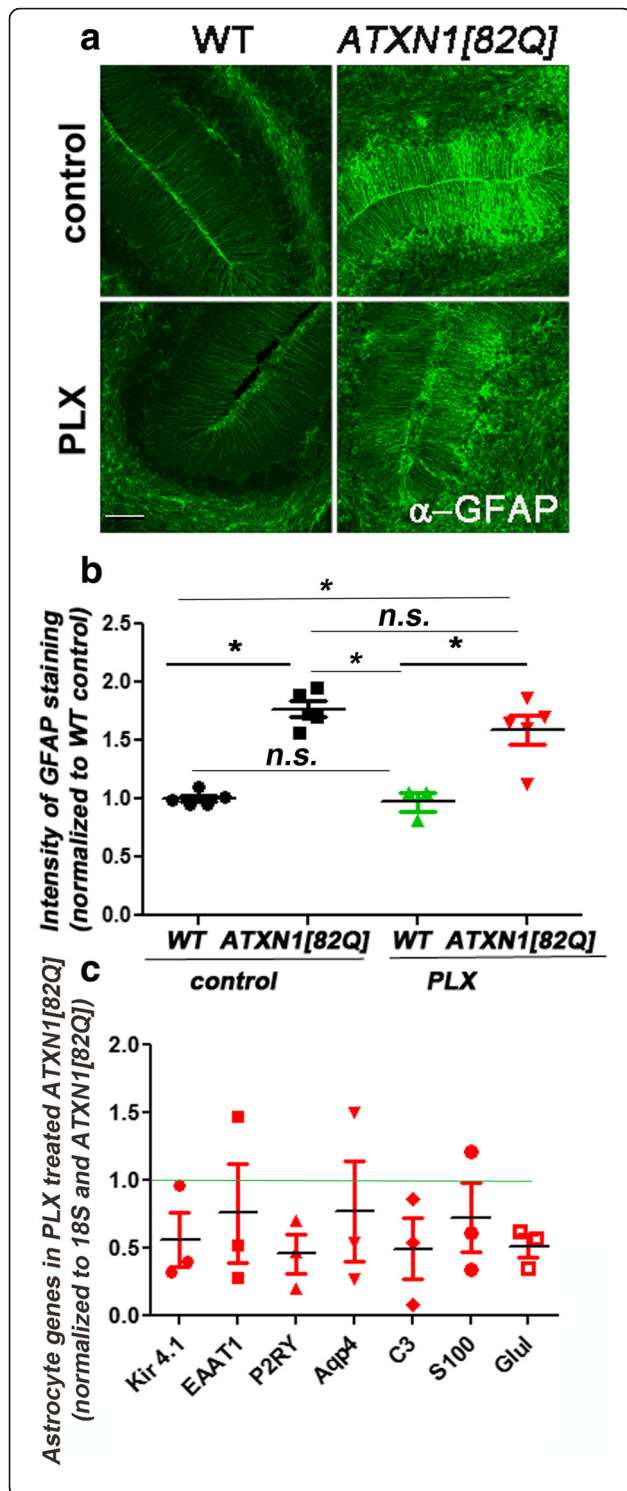 a
WT ATXN1[82Q]
control
PLX
α–GFAP
b
Intensity of GFAP staining
(normalized to WT control)
2.5
2.0
1.5
1.0
0.5
0.0
*
n.s.
*
*
*
n.s.
WT ATXN1[82Q] WT ATXN1[82Q]
control PLX
c
Astrocyte genes in PLX treated ATXN1[82Q]
(normalized to 18S and ATXN1[82Q])
2.0
1.5
1.0
0.5
0.0
Kir 4.1 EAAT1 P2RY Aqp4 C3 S100 Glul